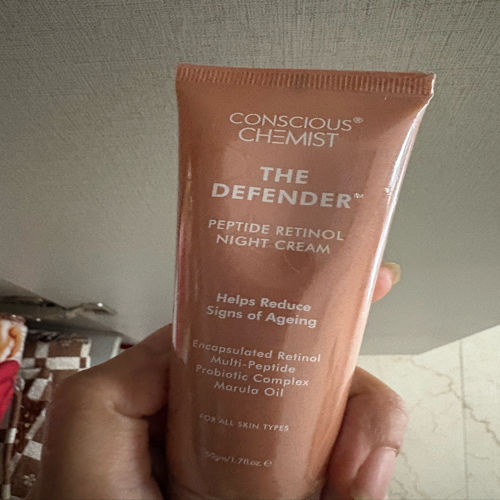 CONSCIOUS®
CHEMIST
THE
DEFENDER™
PEPTIDE RETINOL
NIGHT CREAM
Helps Reduce
Signs of Ageing
Encapsulated Retinol
Multi-Peptide
Probiotic Complex
Marula Oil
FOR ALL SKIN TYPES
50gm/1.7fl.oz. ℮